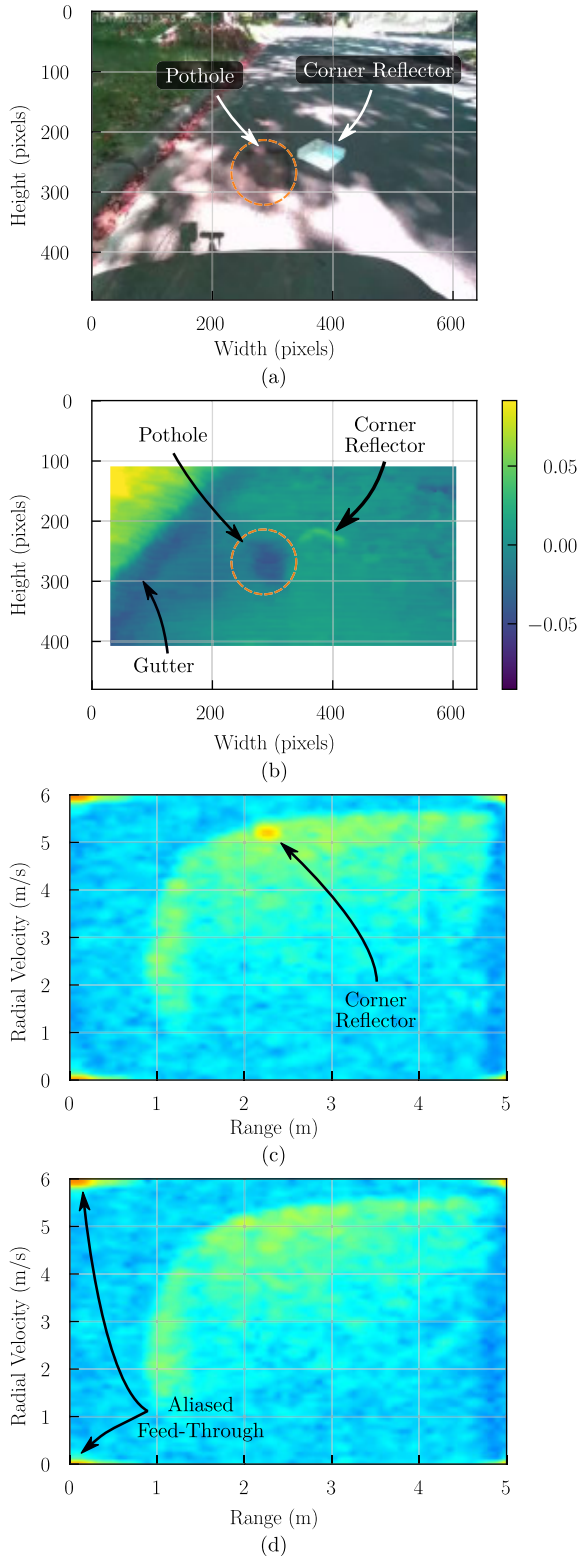 0
100
200
300
400
Height (pixels)
Pothole
Corner Reflector
0
200
400
600
Width (pixels)
(a)
0
100
200
300
400
Height (pixels)
Pothole
Corner
Reflector
Gutter
0.05
0.00
−0.05
0
200
400
600
Width (pixels)
(b)
6
5
4
3
2
1
0
Radial Velocity (m/s)
Corner
Reflector
0
1
2
3
4
5
Range (m)
(c)
6
5
4
3
2
1
0
Radial Velocity (m/s)
Aliased
Feed-Through
0
1
2
3
4
5
Range (m)
(d)